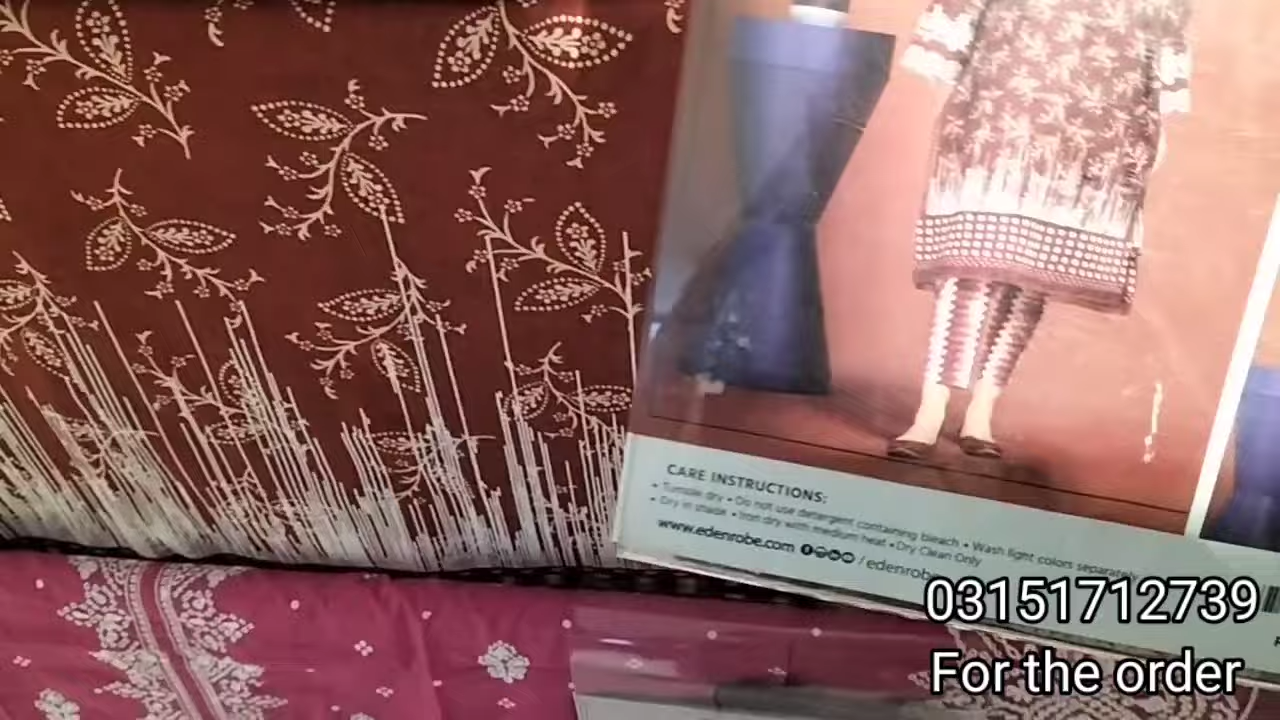 CARE INSTRUCTIONS:
• Tumble dry • Do not use detergent containing bleach • Wash light colors separately
• Dry in shade • Iron dry with medium heat • Dry Clean Only
www.edenrobe.com /edenrobe
03151712739
For the order